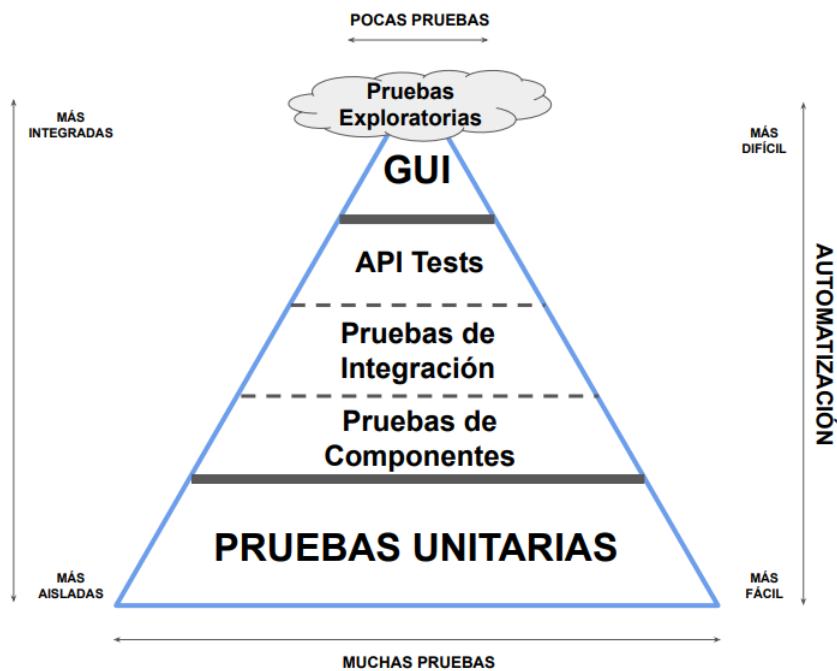 POCAS PRUEBAS
Pruebas
Exploratorias
MÁS
INTEGRADAS
MÁS
DIFÍCIL
GUI
API Tests
Pruebas de
Integración
AUTOMATIZACIÓN
Pruebas de
Componentes
PRUEBAS UNITARIAS
MÁS
AISLADAS
MÁS
FÁCIL
MUCHAS PRUEBAS